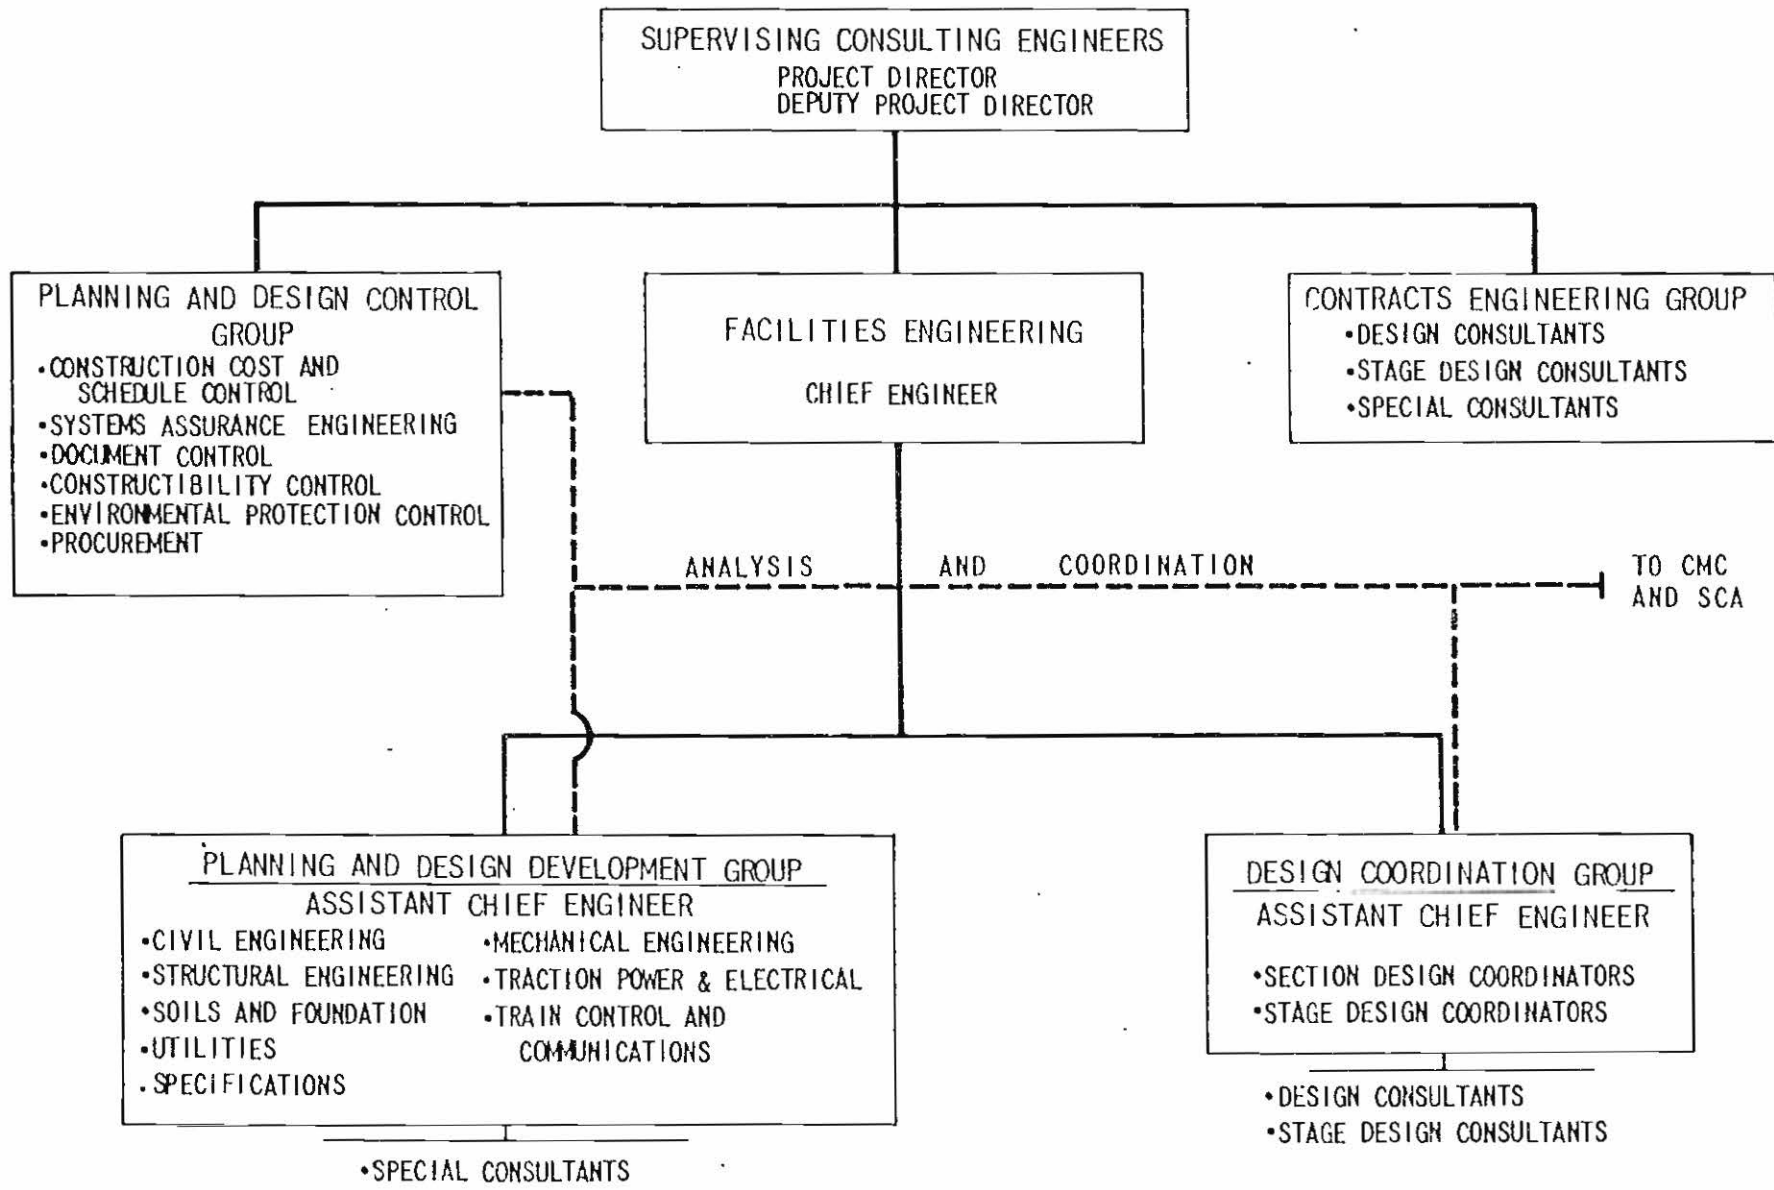 SUPERVISING CONSULTING ENGINEERS
PROJECT DIRECTOR
DEPUTY PROJECT DIRECTOR
PLANNING AND DESIGN CONTROL
GROUP
•CONSTRUCTION COST AND
SCHEDULE CONTROL
•SYSTEMS ASSURANCE ENGINEERING
•DOCUMENT CONTROL
•CONSTRUCTIBILITY CONTROL
•ENVIRONMENTAL PROTECTION CONTROL
•PROCUREMENT
FACILITIES ENGINEERING
CHIEF ENGINEER
CONTRACTS ENGINEERING GROUP
•DESIGN CONSULTANTS
•STAGE DESIGN CONSULTANTS
•SPECIAL CONSULTANTS
ANALYSIS AND COORDINATION
TO CMC
AND SCA
PLANNING AND DESIGN DEVELOPMENT GROUP
ASSISTANT CHIEF ENGINEER
•CIVIL ENGINEERING
•STRUCTURAL ENGINEERING
•SOILS AND FOUNDATION
•UTILITIES
.SPECIFICATIONS
•MECHANICAL ENGINEERING
•TRACTION POWER & ELECTRICAL
•TRAIN CONTROL AND
COMMUNICATIONS
•SPECIAL CONSULTANTS
DESIGN COORDINATION GROUP
ASSISTANT CHIEF ENGINEER
•SECTION DESIGN COORDINATORS
•STAGE DESIGN COORDINATORS
•DESIGN CONSULTANTS
•STAGE DESIGN CONSULTANTS